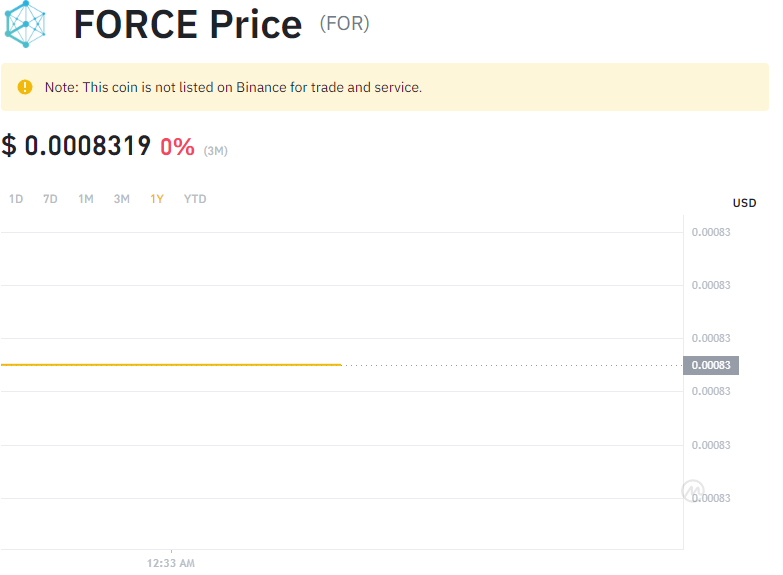 FORCE Price (FOR)
Note: This coin is not listed on Binance for trade and service.
$ 0.0008319 0% (3M)
1D 7D 1M 3M 1Y YTD
USD
0.00083
0.00083
0.00083
0.00083
0.00083
0.00083
0.00083
12:33 AM